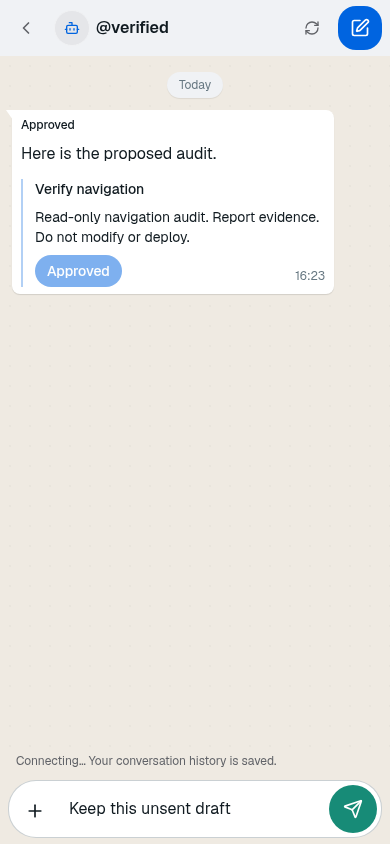 @verified
Today
Approved
Here is the proposed audit.
Verify navigation
Read-only navigation audit. Report evidence.
Do not modify or deploy.
Approved
16:23
Connecting… Your conversation history is saved.
Keep this unsent draft